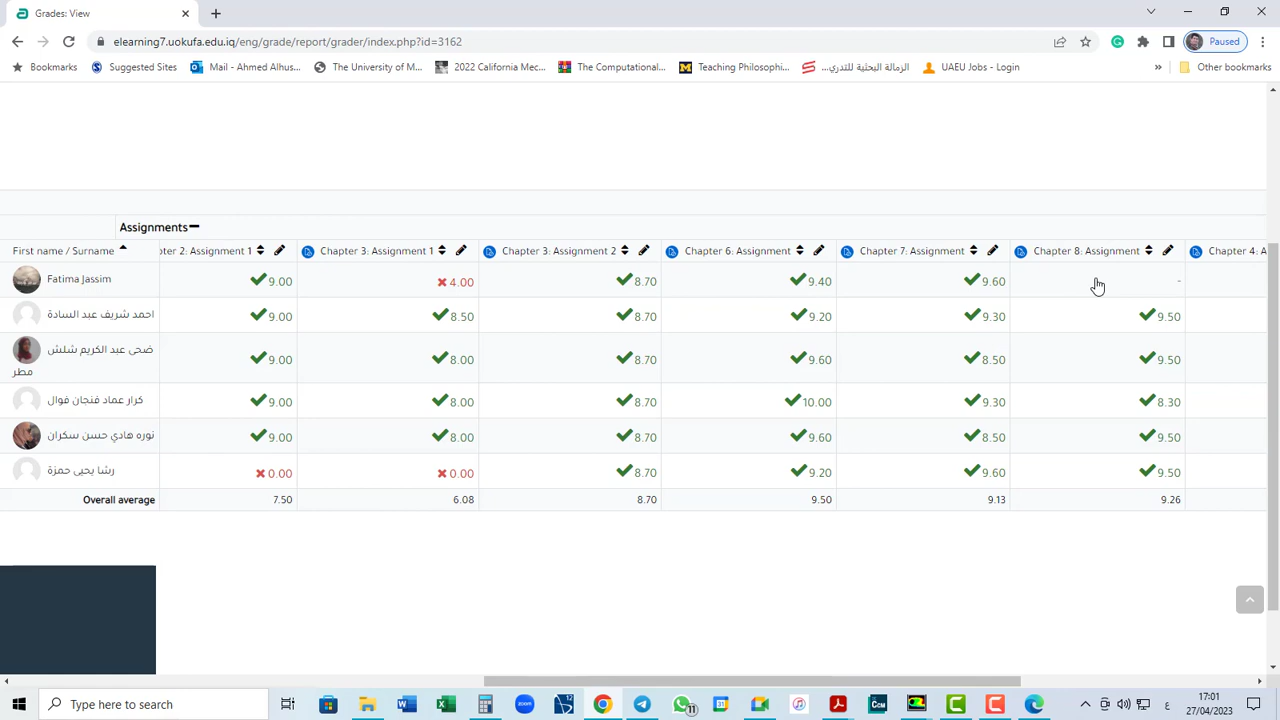 Grades: View
elearning7.uokufa.edu.iq/eng/grade/report/grader/index.php?id=3162
Paused
Bookmarks
Suggested Sites
Mail - Ahmed Alhus...
The University of M...
2022 California Mec...
The Computational...
Teaching Philosophi...
الزمالة البحثية للتدري...
UAEU Jobs - Login
»
Other bookmarks
Assignments
First name / Surname
ter 2: Assignment 1
Chapter 3: Assignment 1
Chapter 3: Assignment 2
Chapter 6: Assignment
Chapter 7: Assignment
Chapter 8: Assignment
Chapter 4: A
Fatima Jassim 9.00 4.00 8.70 9.40 9.60 -
احمد شريف عبد السادة 9.00 8.50 8.70 9.20 9.30 9.50
ضحى عبد الكريم شلش
مطر
9.00 8.00 8.70 9.60 8.50 9.50
كرار عماد فنجان فوال 9.00 8.00 8.70 10.00 9.30 8.30
نوره هادي حسن سكران 9.00 8.00 8.70 9.60 8.50 9.50
رشا يحيى حمزة 0.00 0.00 8.70 9.20 9.60 9.50
Overall average 7.50 6.08 8.70 9.50 9.13 9.26
Type here to search
zoom
12
11
31
CCM
ع
17:01
27/04/2023